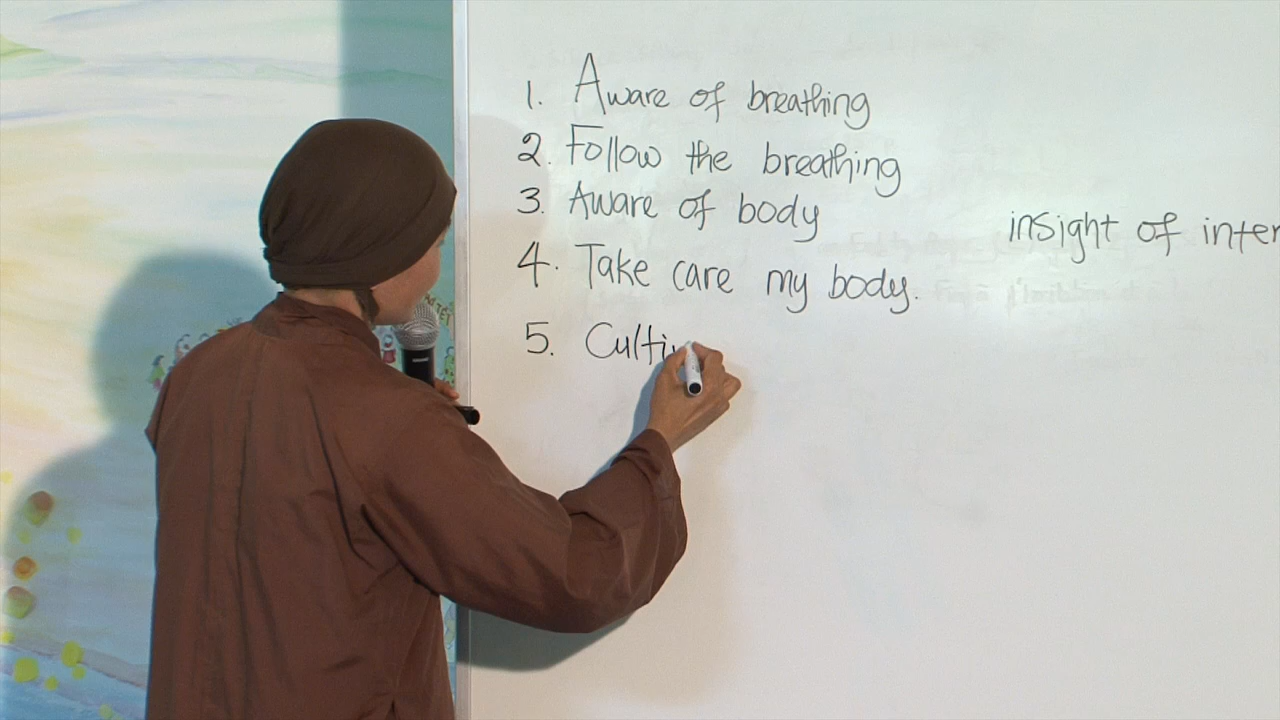 1. Aware of breathing
2. Follow the breathing
3. Aware of body
insight of inter
4. Take care my body.
5. Culti